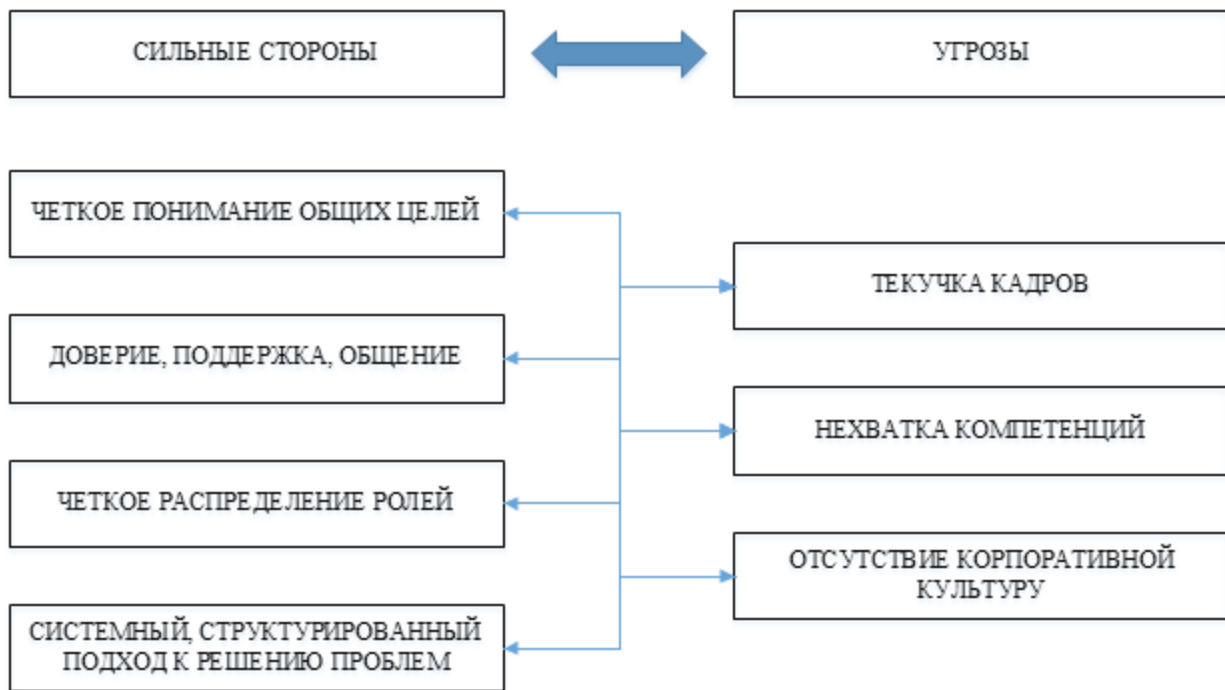 СИЛЬНЫЕ СТОРОНЫ
УГРОЗЫ
ЧЕТКОЕ ПОНИМАНИЕ ОБЩИХ ЦЕЛЕЙ
ДОВЕРИЕ, ПОДДЕРЖКА, ОБЩЕНИЕ
ЧЕТКОЕ РАСПРЕДЕЛЕНИЕ РОЛЕЙ
СИСТЕМНЫЙ, СТРУКТУРИРОВАННЫЙ
ПОДХОД К РЕШЕНИЮ ПРОБЛЕМ
ТЕКУЧКА КАДРОВ
НЕХВАТКА КОМПЕТЕНЦИЙ
ОТСУТСТВИЕ КОРПОРАТИВНОЙ
КУЛЬТУРУ